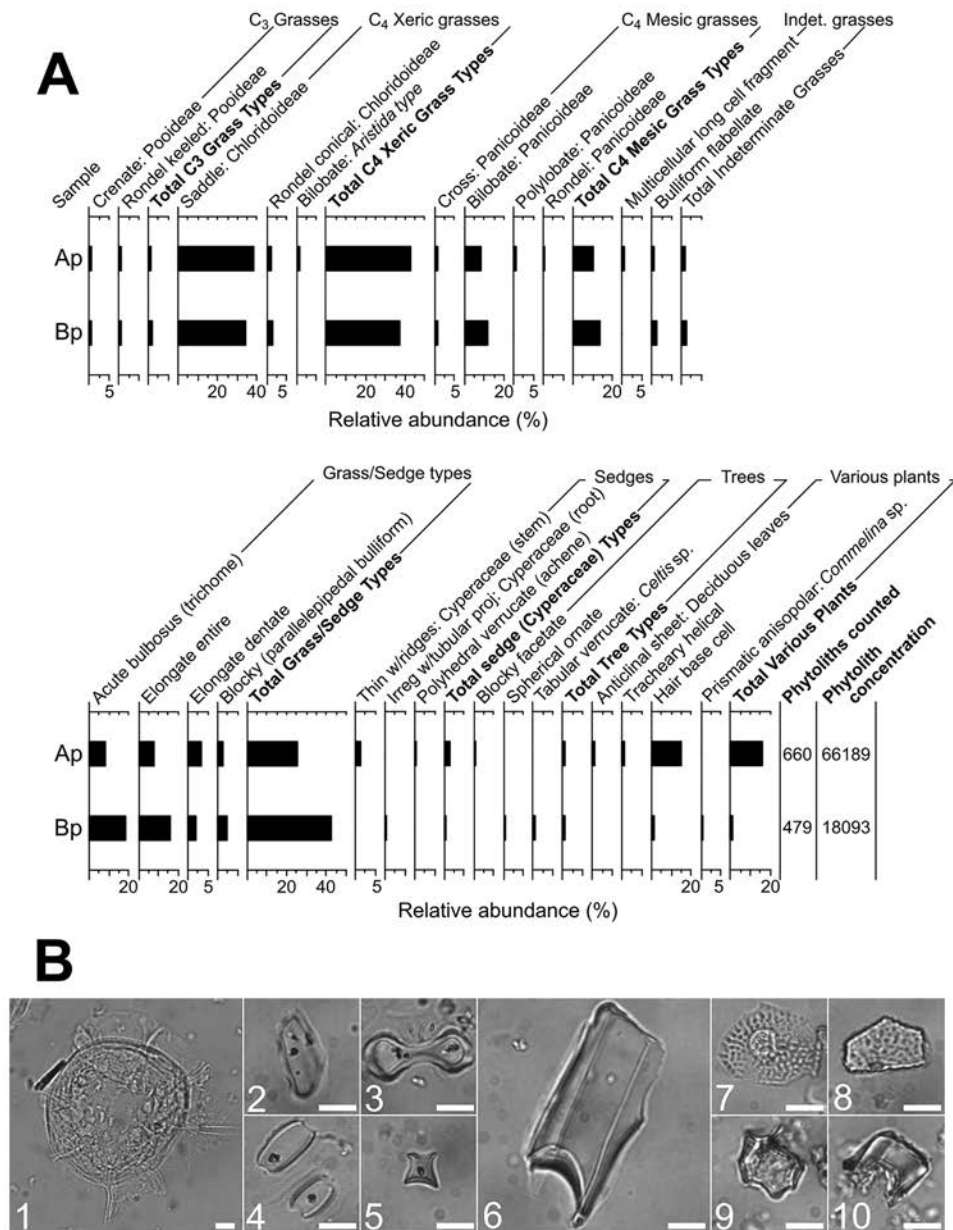 A
C3 Grasses
C4 Xeric grasses
C4 Mesic grasses
Indet. grasses
Sample
Crenate: Pooideae
Rondel keeled: Pooideae
Total C3 Grass Types
Saddle: Chloridoideae
Rondel conical: Chloridoideae
Bilobate: Aristida type
Total C4 Xeric Grass Types
Cross: Panicoideae
Bilobate: Panicoideae
Polylobate: Panicoideae
Rondel: Panicoideae
Total C4 Mesic Grass Types
Multicellular long cell fragment
Bulliform flabellate
Total Indeterminate Grasses
Ap
Bp
5 5 20 40 5 5 20 40 5 20 5 5 20 5 5
Relative abundance (%)
Grass/Sedge types
Sedges
Trees
Various plants
Acute bulbosus (trichome)
Elongate entire
Elongate dentate
Blocky (parallelepipedal bulliform)
Total Grass/Sedge Types
Thin w/ridges: Cyperaceae (stem)
Irreg w/tubular proj: Cyperaceae (root)
Polyhedral verrucate (achene)
Total sedge (Cyperaceae) Types
Blocky facetate
Spherical ornate
Tabular verrucate: Celtis sp.
Total Tree Types
Anticlinal sheet: Deciduous leaves
Tracheary helical
Hair base cell
Prismatic anisopolar: Commelina sp.
Total Various Plants
Phytoliths counted
Phytolith concentration
Ap 660 66189
Bp 479 18093
20 20 5 5 20 40 5 20 5 20
Relative abundance (%)
B
1
2
3
4
5
6
7
8
9
10